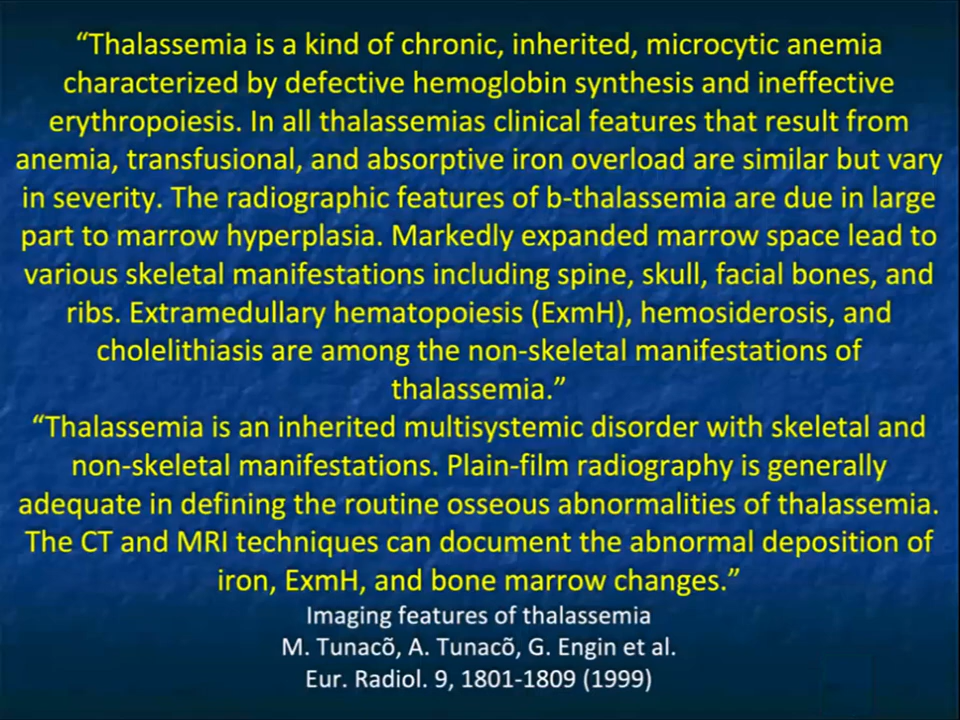 “Thalassemia is a kind of chronic, inherited, microcytic anemia
characterized by defective hemoglobin synthesis and ineffective
erythropoiesis. In all thalassemias clinical features that result from
anemia, transfusional, and absorptive iron overload are similar but vary
in severity. The radiographic features of b-thalassemia are due in large
part to marrow hyperplasia. Markedly expanded marrow space lead to
various skeletal manifestations including spine, skull, facial bones, and
ribs. Extramedullary hematopoiesis (ExmH), hemosiderosis, and
cholelithiasis are among the non-skeletal manifestations of
thalassemia.”
“Thalassemia is an inherited multisystemic disorder with skeletal and
non-skeletal manifestations. Plain-film radiography is generally
adequate in defining the routine osseous abnormalities of thalassemia.
The CT and MRI techniques can document the abnormal deposition of
iron, ExmH, and bone marrow changes.”
Imaging features of thalassemia
M. Tunacõ, A. Tunacõ, G. Engin et al.
Eur. Radiol. 9, 1801-1809 (1999)